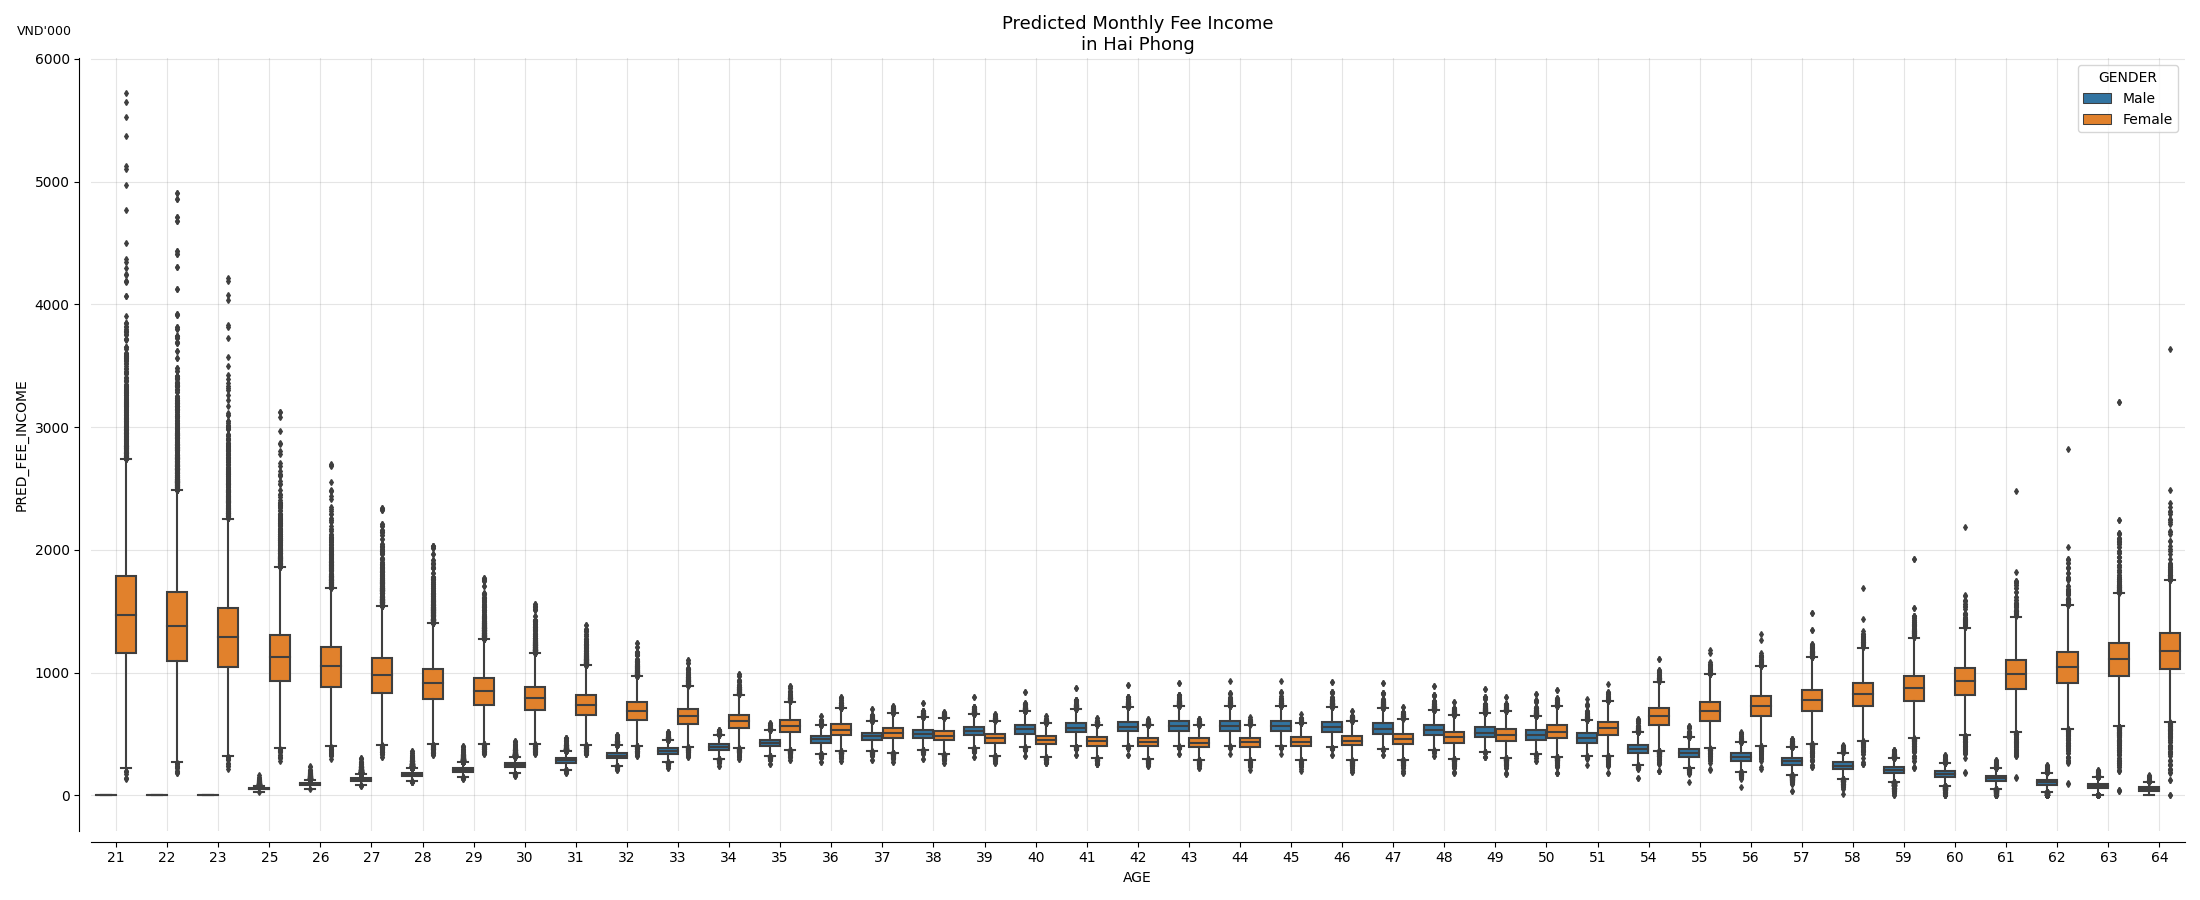 VND'000
Predicted Monthly Fee Income
in Hai Phong
6000
5000
4000
3000
2000
1000
0
PRED_FEE_INCOME
GENDER
Male
Female
21 22 23 25 26 27 28 29 30 31 32 33 34 35 36 37 38 39 40 41 42 43 44 45 46 47 48 49 50 51 54 55 56 57 58 59 60 61 62 63 64
AGE